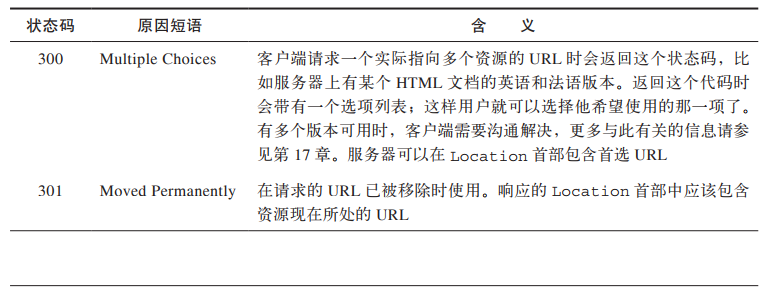 状态码 原因短语 含 义
300 Multiple Choices 客户端请求一个实际指向多个资源的 URL 时会返回这个状态码，比
如服务器上有某个 HTML 文档的英语和法语版本。返回这个代码时
会带有一个选项列表；这样用户就可以选择他希望使用的那一项了。
有多个版本可用时，客户端需要沟通解决，更多与此有关的信息请参
见第 17 章。服务器可以在 Location 首部包含首选 URL
301 Moved Permanently 在请求的 URL 已被移除时使用。响应的 Location 首部中应该包含
资源现在所处的 URL